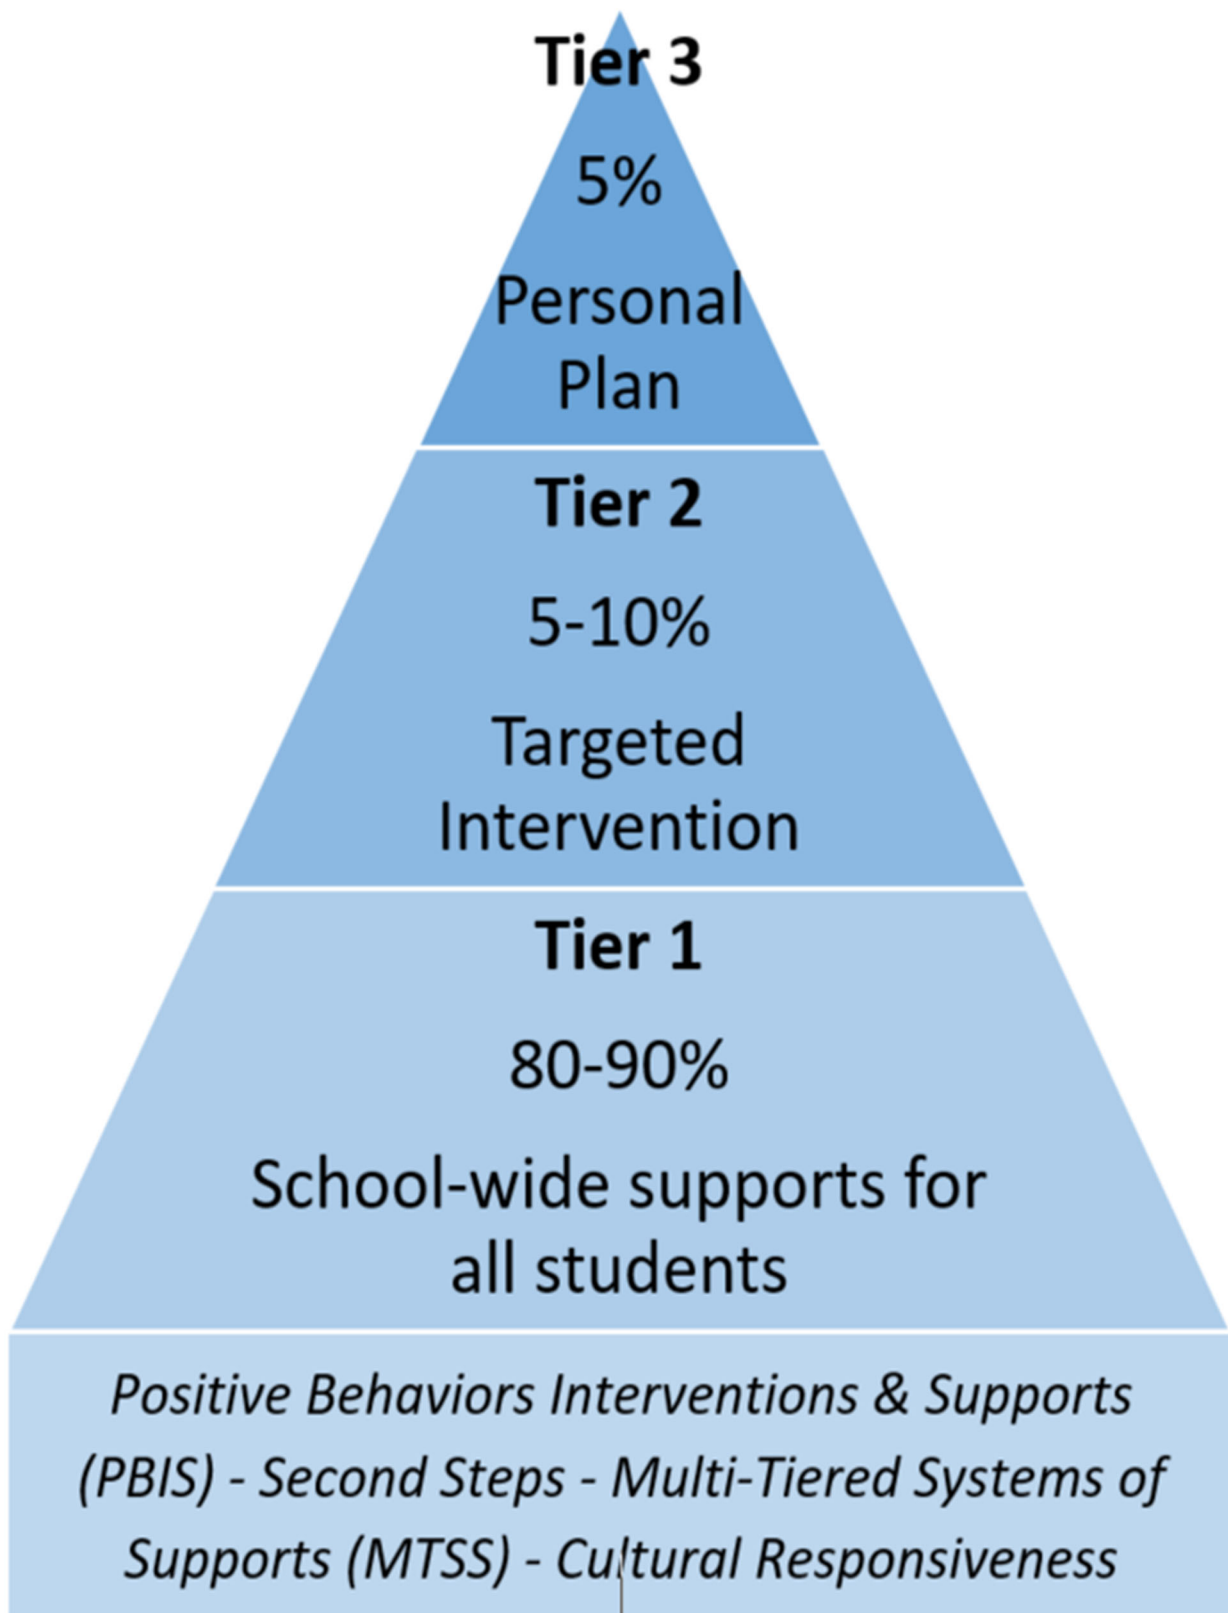 Tier 3
5%
Personal
Plan
Tier 2
5-10%
Targeted
Intervention
Tier 1
80-90%
School-wide supports for
all students
Positive Behaviors Interventions & Supports
(PBIS) - Second Steps - Multi-Tiered Systems of
Supports (MTSS) - Cultural Responsiveness